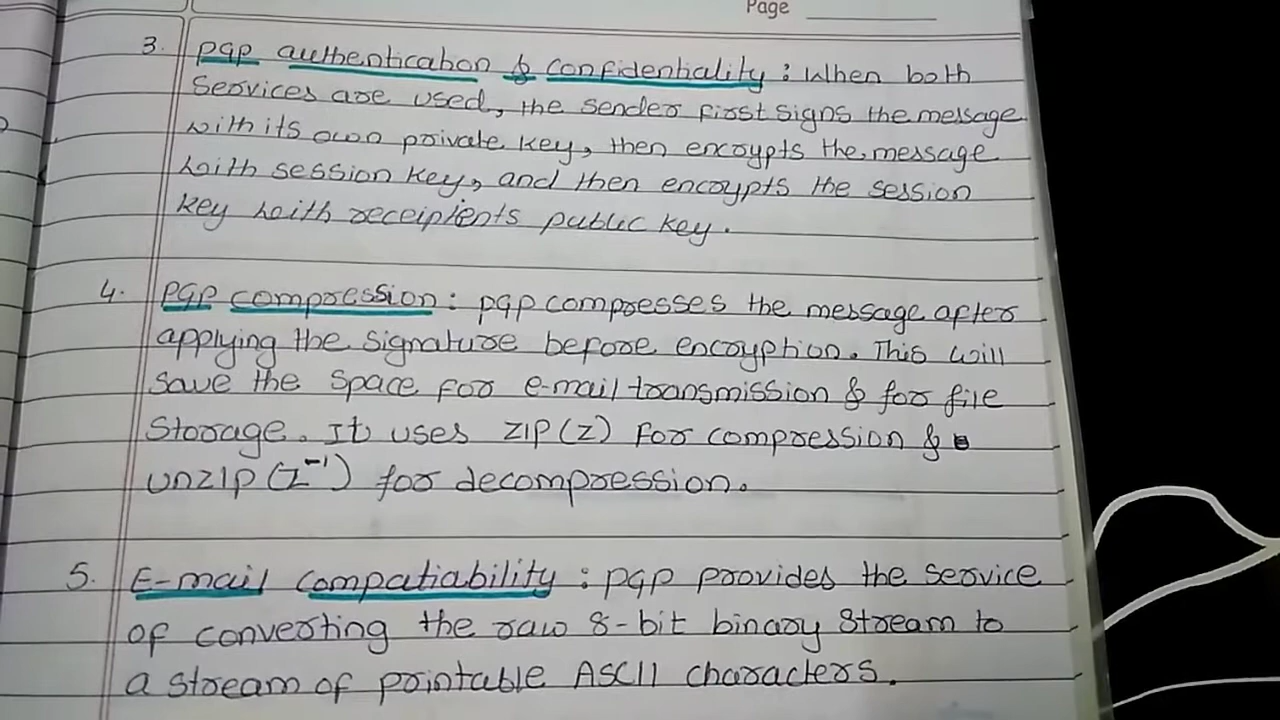 Page
3. PGP authentication & Confidentiality : When both
Services are used, the sender first signs the message
with its own private key, then encrypts the message
with session key, and then encrypts the session
key with receipients public key.
4. PGP compression : PGP compresses the message after
applying the signature before encryption. This will
save the space for e-mail transmission & for file
Storage. It uses ZIP (Z) for compression &
unzip (Z⁻¹) for decompression.
5. E-mail Compatiability : PGP provides the service
of converting the raw 8-bit binary Stream to
a stream of printable ASCII characters.